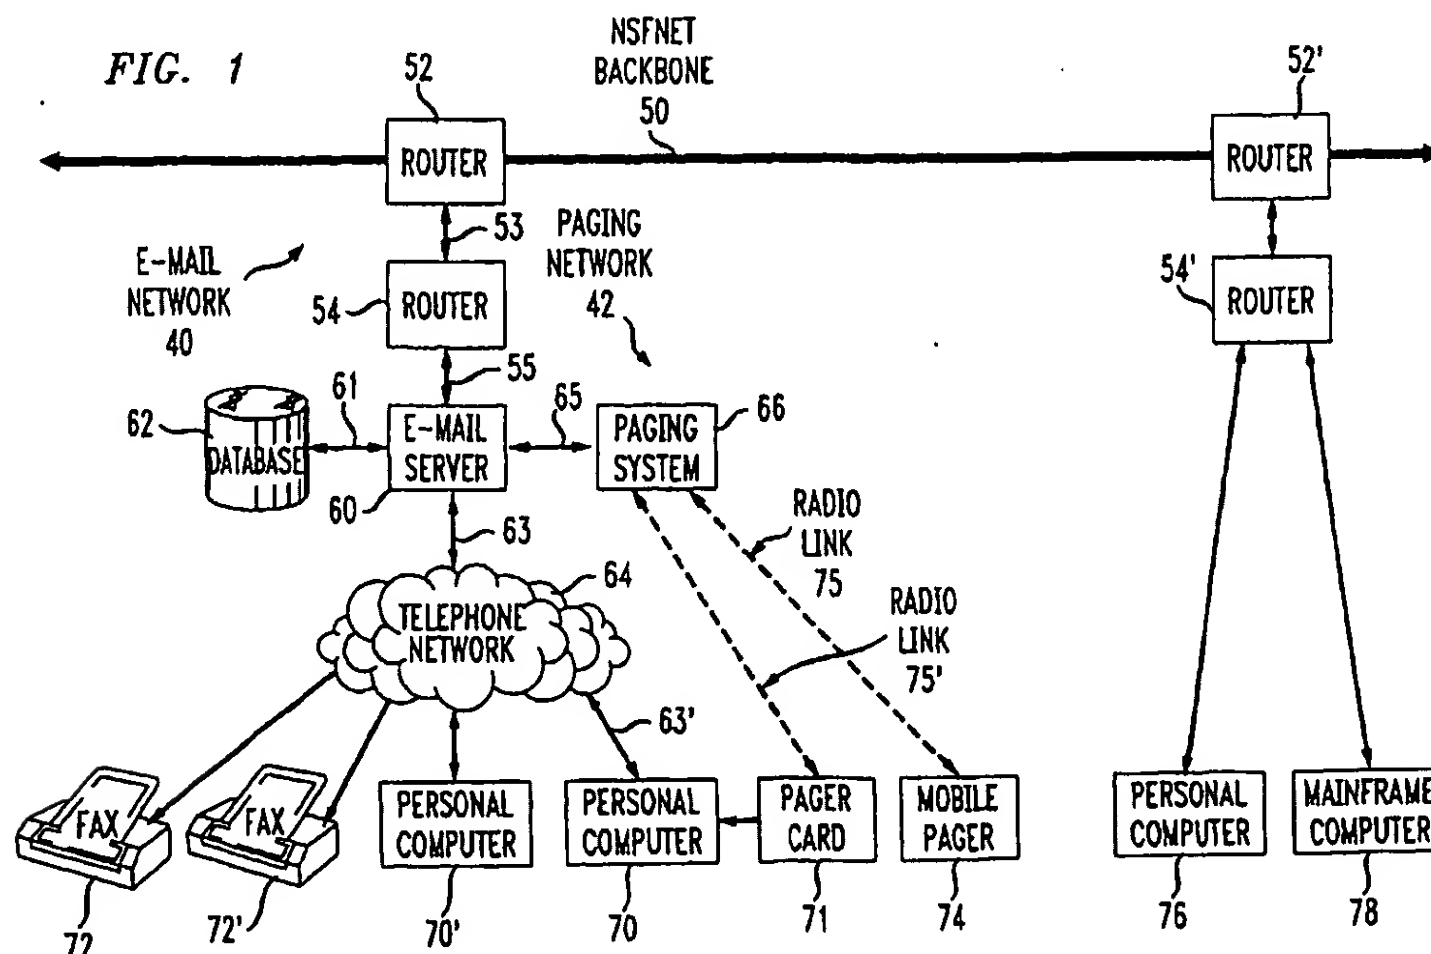 FIG. 1
NSFNET
BACKBONE
50
52
52'
ROUTER
ROUTER
53
E-MAIL
NETWORK
40
PAGING
NETWORK
42
54
ROUTER
54'
ROUTER
55
62
DATABASE
61
E-MAIL
SERVER
60
65
PAGING
SYSTEM
66
63
RADIO
LINK
75
64
TELEPHONE
NETWORK
RADIO
LINK
75'
63'
FAX
FAX
PERSONAL
COMPUTER
PERSONAL
COMPUTER
PAGER
CARD
MOBILE
PAGER
PERSONAL
COMPUTER
MAINFRAME
COMPUTER
72
72'
70'
70
71
74
76
78